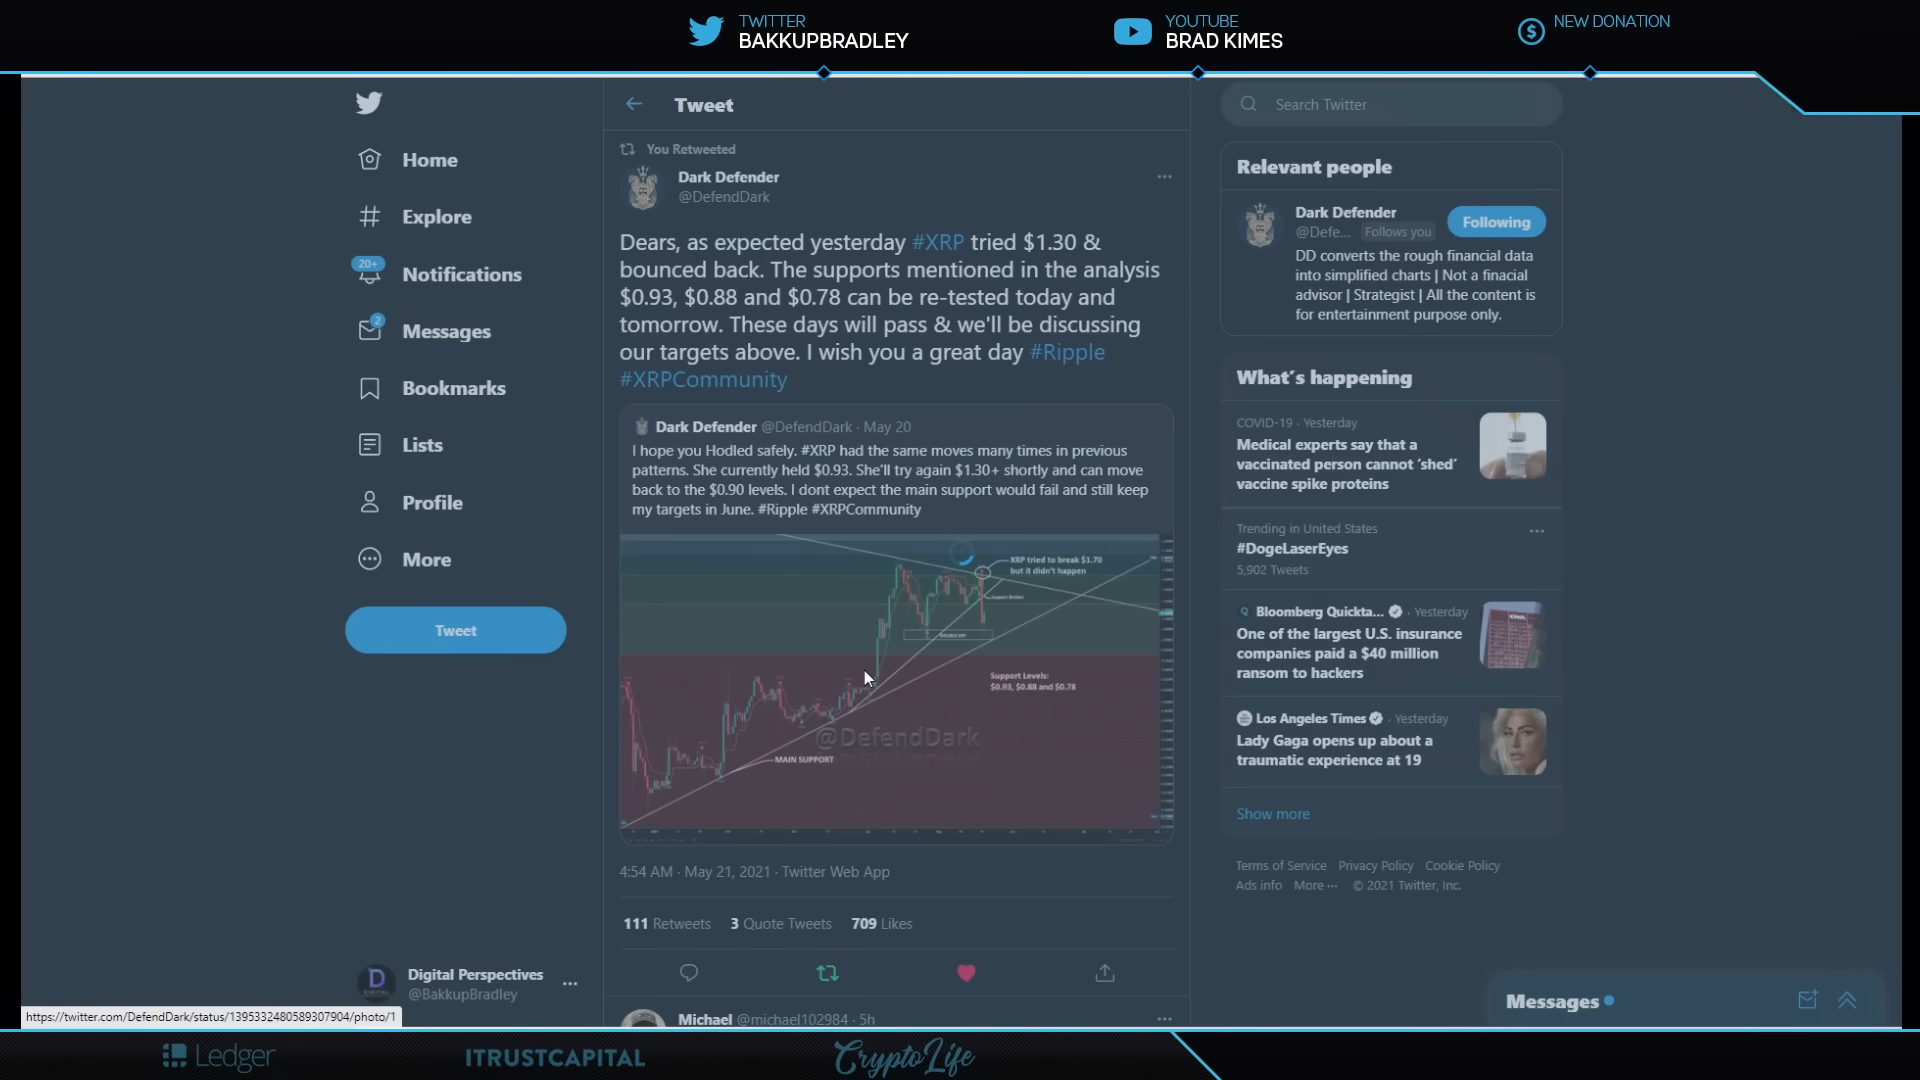 TWITTER
BAKKUPBRADLEY
YOUTUBE
BRAD KIMES
NEW DONATION
Home
Explore
20+
Notifications
2
Messages
Bookmarks
Lists
Profile
More
Tweet
Digital Perspectives
@BakkupBradley
https://twitter.com/DefendDark/status/1395332480589307904/photo/1
Tweet
You Retweeted
Dark Defender
@DefendDark
Dears, as expected yesterday #XRP tried $1.30 &
bounced back. The supports mentioned in the analysis
$0.93, $0.88 and $0.78 can be re-tested today and
tomorrow. These days will pass & we'll be discussing
our targets above. I wish you a great day #Ripple
#XRPCommunity
Dark Defender @DefendDark · May 20
I hope you Hodled safely. #XRP had the same moves many times in previous
patterns. She currently held $0.93. She'll try again $1.30+ shortly and can move
back to the $0.90 levels. I dont expect the main support would fail and still keep
my targets in June. #Ripple #XRPCommunity
XRP tried to break $1.70
but it didn't happen
Support Broken
Support Levels:
$0.93, $0.88 and $0.78
@DefendDark
MAIN SUPPORT
4:54 AM · May 21, 2021 · Twitter Web App
111 Retweets 3 Quote Tweets 709 Likes
Michael @michael102984 · 5h
Search Twitter
Relevant people
Dark Defender
@Defe... Follows you
Following
DD converts the rough financial data
into simplified charts | Not a finacial
advisor | Strategist | All the content is
for entertainment purpose only.
What's happening
COVID-19 · Yesterday
Medical experts say that a
vaccinated person cannot 'shed'
vaccine spike proteins
Trending in United States
#DogeLaserEyes
5,902 Tweets
Bloomberg Quickta... · Yesterday
One of the largest U.S. insurance
companies paid a $40 million
ransom to hackers
Los Angeles Times · Yesterday
Lady Gaga opens up about a
traumatic experience at 19
Show more
Terms of Service Privacy Policy Cookie Policy
Ads info More ··· © 2021 Twitter, Inc.
Messages
Ledger
ITRUSTCAPITAL
CryptoLife